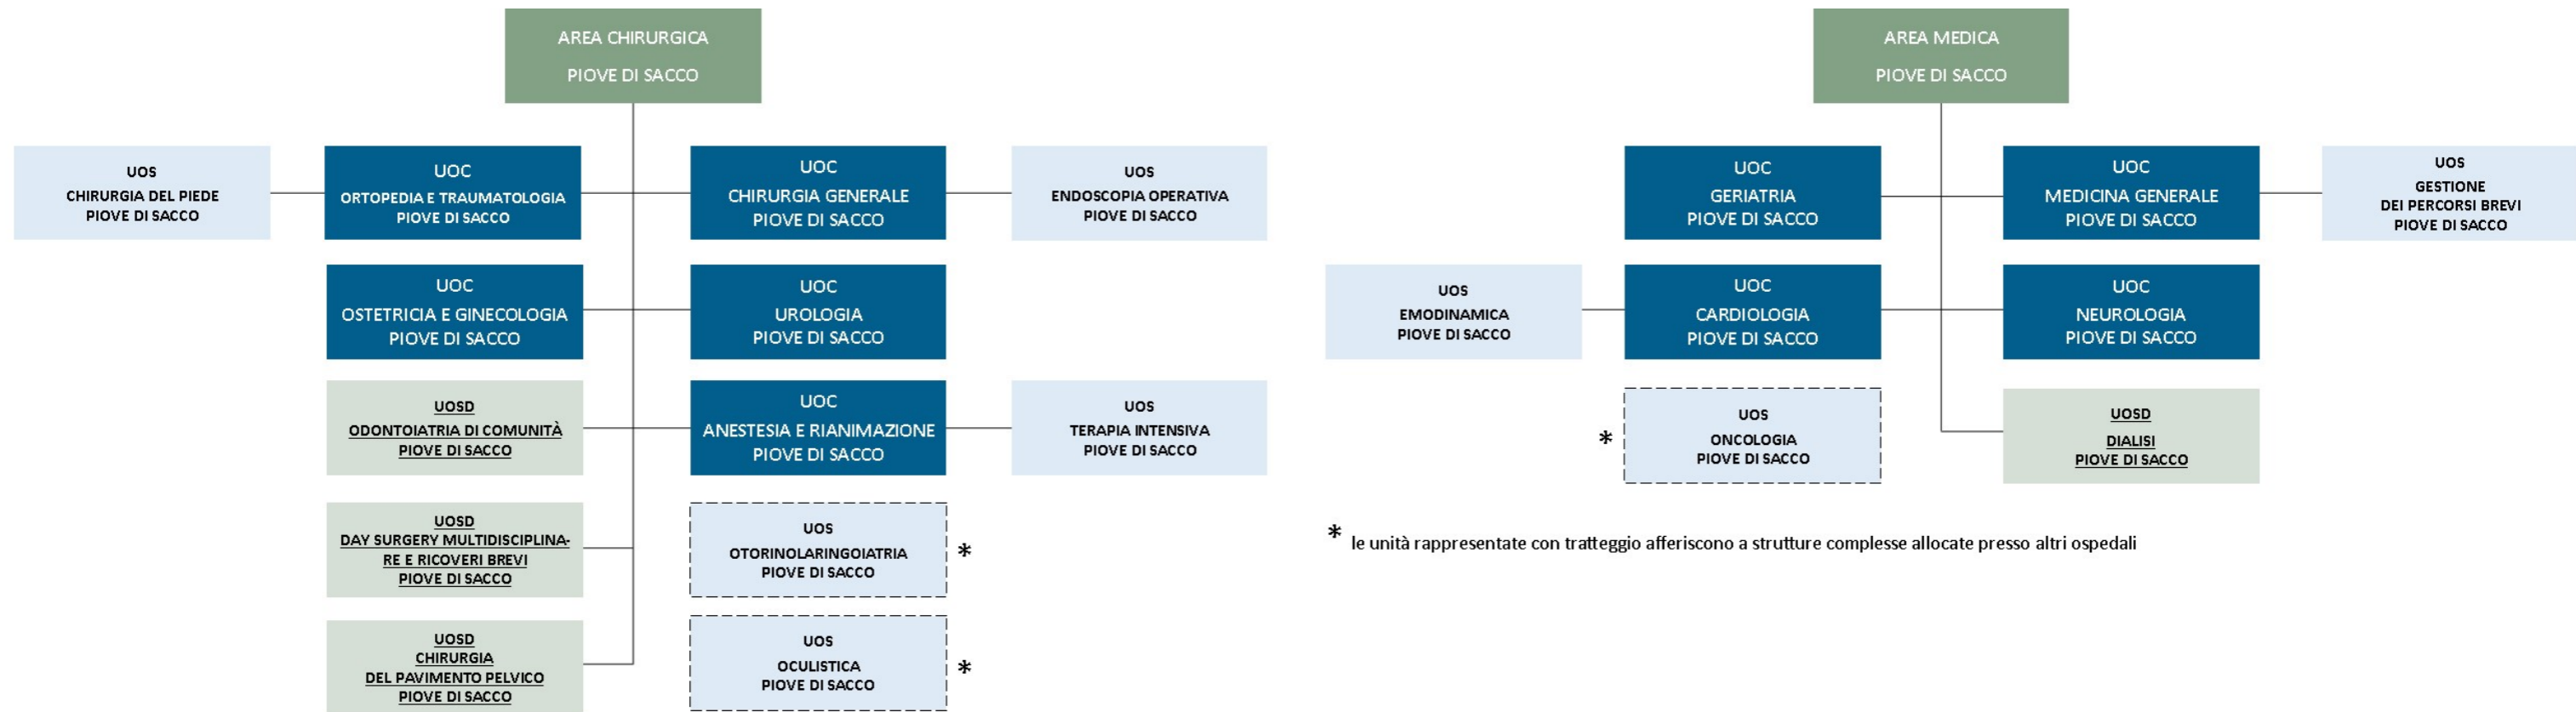 AREA CHIRURGICA
PIOVE DI SACCO
UOS
CHIRURGIA DEL PIEDE
PIOVE DI SACCO
UOC
ORTOPEDIA E TRAUMATOLOGIA
PIOVE DI SACCO
UOC
CHIRURGIA GENERALE
PIOVE DI SACCO
UOS
ENDOSCOPIA OPERATIVA
PIOVE DI SACCO
UOC
OSTETRICIA E GINECOLOGIA
PIOVE DI SACCO
UOC
UROLOGIA
PIOVE DI SACCO
UOSD
ODONTOIATRIA DI COMUNITÀ
PIOVE DI SACCO
UOC
ANESTESIA E RIANIMAZIONE
PIOVE DI SACCO
UOS
TERAPIA INTENSIVA
PIOVE DI SACCO
UOSD
DAY SURGERY MULTIDISCIPLINA-
RE E RICOVERI BREVI
PIOVE DI SACCO
UOS
OTORINOLARINGOIATRIA
PIOVE DI SACCO
*
UOSD
CHIRURGIA
DEL PAVIMENTO PELVICO
PIOVE DI SACCO
UOS
OCULISTICA
PIOVE DI SACCO
*
AREA MEDICA
PIOVE DI SACCO
UOC
GERIATRIA
PIOVE DI SACCO
UOC
MEDICINA GENERALE
PIOVE DI SACCO
UOS
GESTIONE
DEI PERCORSI BREVI
PIOVE DI SACCO
UOS
EMODINAMICA
PIOVE DI SACCO
UOC
CARDIOLOGIA
PIOVE DI SACCO
UOC
NEUROLOGIA
PIOVE DI SACCO
*
UOS
ONCOLOGIA
PIOVE DI SACCO
UOSD
DIALISI
PIOVE DI SACCO
* le unità rappresentate con tratteggio afferiscono a strutture complesse allocate presso altri ospedali